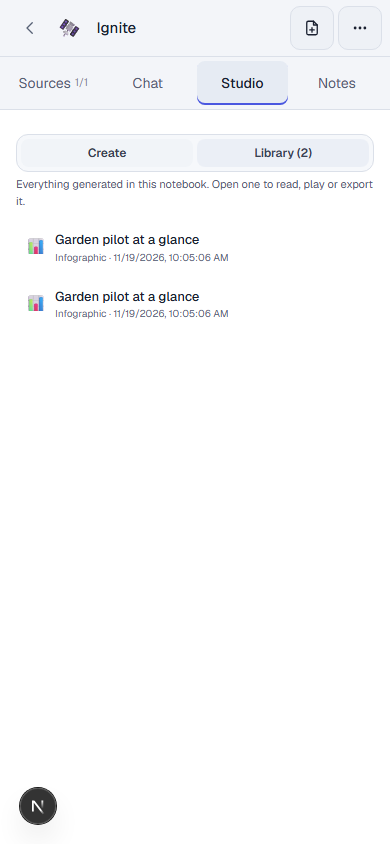 Ignite
Sources 1/1
Chat
Studio
Notes
Create
Library (2)
Everything generated in this notebook. Open one to read, play or export
it.
Garden pilot at a glance
Infographic · 11/19/2026, 10:05:06 AM
Garden pilot at a glance
Infographic · 11/19/2026, 10:05:06 AM
N